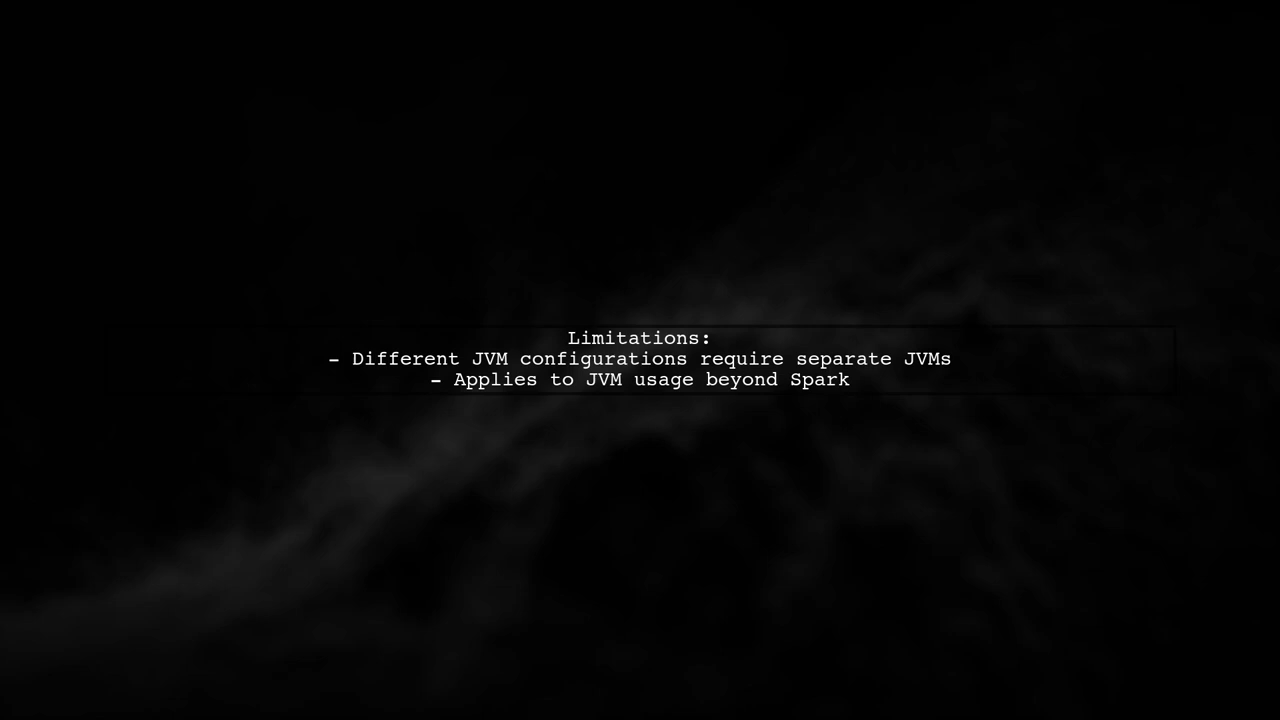 Limitations:
- Different JVM configurations require separate JVMs
- Applies to JVM usage beyond Spark